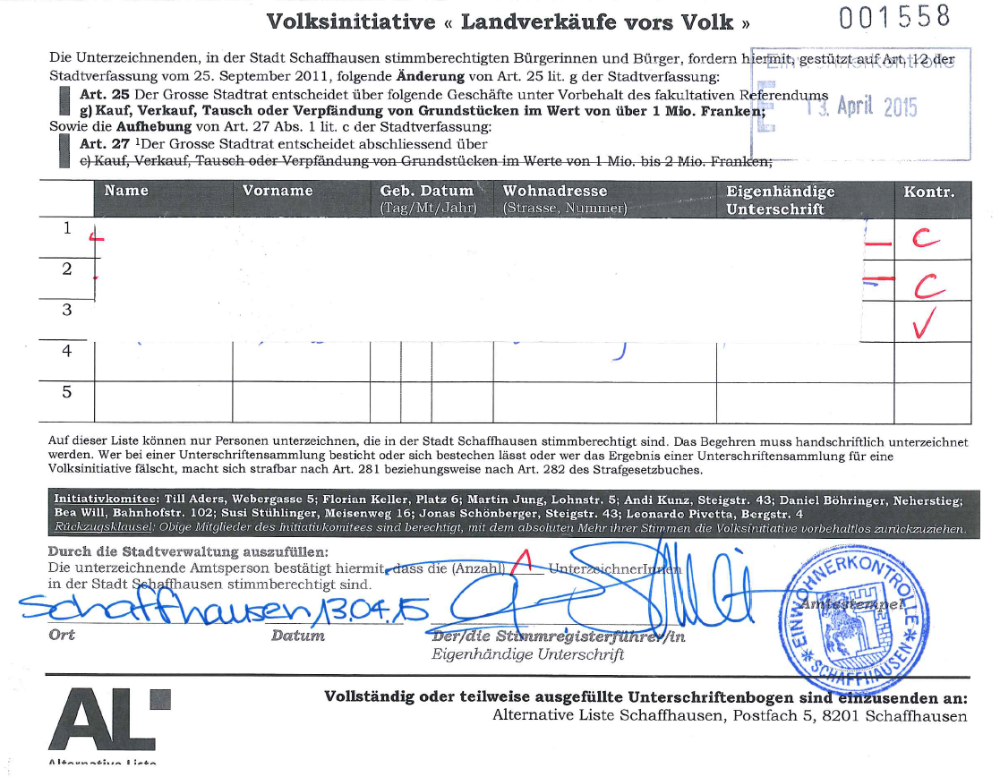 Volksinitiative « Landverkäufe vors Volk »
001558
Die Unterzeichnenden, in der Stadt Schaffhausen stimmberechtigten Bürgerinnen und Bürger, fordern hiermit, gestützt auf Art. 12 der
Stadtverfassung vom 25. September 2011, folgende Änderung von Art. 25 lit. g der Stadtverfassung:
Einwohnerkontrolle
E 13. April 2015
Art. 25 Der Grosse Stadtrat entscheidet über folgende Geschäfte unter Vorbehalt des fakultativen Referendums
g) Kauf, Verkauf, Tausch oder Verpfändung von Grundstücken im Wert von über 1 Mio. Franken;
Sowie die Aufhebung von Art. 27 Abs. 1 lit. c der Stadtverfassung:
Art. 27 ¹Der Grosse Stadtrat entscheidet abschliessend über
c) Kauf, Verkauf, Tausch oder Verpfändung von Grundstücken im Werte von 1 Mio. bis 2 Mio. Franken;
Name Vorname Geb. Datum Wohnadresse Eigenhändige Kontr.
(Tag/Mt/Jahr) (Strasse, Nummer) Unterschrift
1 C
2 C
3 V
4
5
Auf dieser Liste können nur Personen unterzeichnen, die in der Stadt Schaffhausen stimmberechtigt sind. Das Begehren muss handschriftlich unterzeichnet
werden. Wer bei einer Unterschriftensammlung besticht oder sich bestechen lässt oder wer das Ergebnis einer Unterschriftensammlung für eine
Volksinitiative fälscht, macht sich strafbar nach Art. 281 beziehungsweise nach Art. 282 des Strafgesetzbuches.
Initiativkomitee: Till Aders, Webergasse 5; Florian Keller, Platz 6; Martin Jung, Lohnstr. 5; Andi Kunz, Steigstr. 43; Daniel Böhringer, Neherstieg;
Bea Will, Bahnhofstr. 102; Susi Stühlinger, Meisenweg 16; Jonas Schönberger, Steigstr. 43; Leonardo Pivetta, Bergstr. 4
Rückzugsklausel: Obige Mitglieder des Initiativkomitees sind berechtigt, mit dem absoluten Mehr ihrer Stimmen die Volksinitiative vorbehaltlos zurückzuziehen.
Durch die Stadtverwaltung auszufüllen:
Die unterzeichnende Amtsperson bestätigt hiermit, dass die (Anzahl) 1 UnterzeichnerInnen
in der Stadt Schaffhausen stimmberechtigt sind.
Schaffhausen, 13.04.15
Amtsstempel
EINWOHNERKONTROLLE
SCHAFFHAUSEN
Ort Datum Der/die Stimmregisterführer/in
Eigenhändige Unterschrift
Vollständig oder teilweise ausgefüllte Unterschriftenbogen sind einzusenden an:
Alternative Liste Schaffhausen, Postfach 5, 8201 Schaffhausen
AL
Alternative Liste